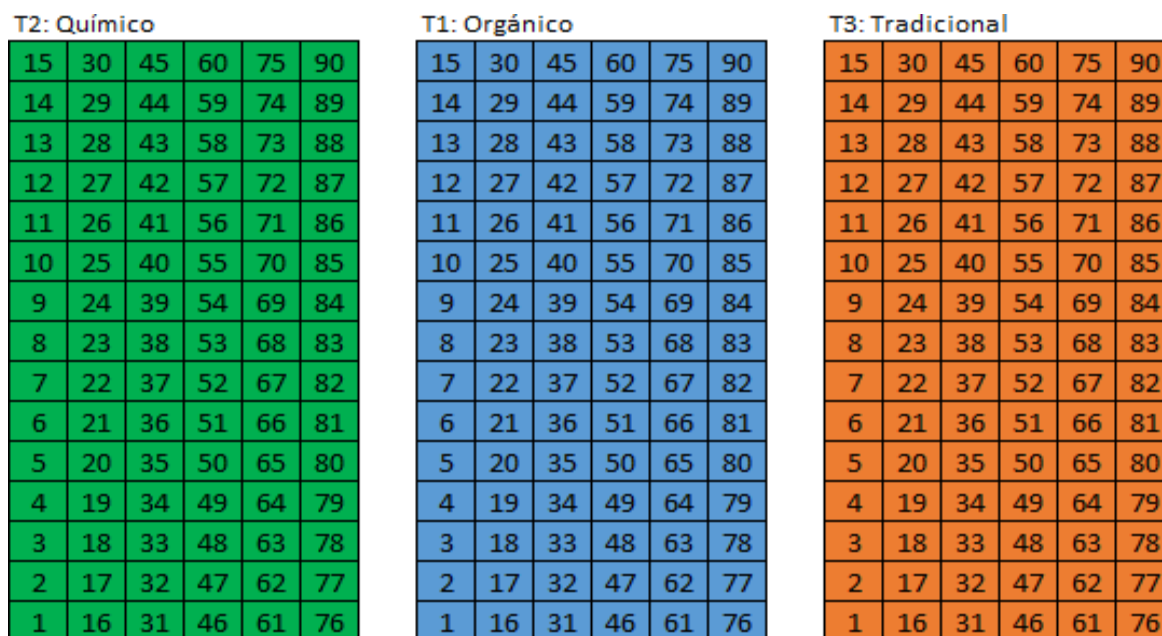 T2: Químico T1: Orgánico T3: Tradicional
15 30 45 60 75 90 15 30 45 60 75 90 15 30 45 60 75 90
14 29 44 59 74 89 14 29 44 59 74 89 14 29 44 59 74 89
13 28 43 58 73 88 13 28 43 58 73 88 13 28 43 58 73 88
12 27 42 57 72 87 12 27 42 57 72 87 12 27 42 57 72 87
11 26 41 56 71 86 11 26 41 56 71 86 11 26 41 56 71 86
10 25 40 55 70 85 10 25 40 55 70 85 10 25 40 55 70 85
9 24 39 54 69 84 9 24 39 54 69 84 9 24 39 54 69 84
8 23 38 53 68 83 8 23 38 53 68 83 8 23 38 53 68 83
7 22 37 52 67 82 7 22 37 52 67 82 7 22 37 52 67 82
6 21 36 51 66 81 6 21 36 51 66 81 6 21 36 51 66 81
5 20 35 50 65 80 5 20 35 50 65 80 5 20 35 50 65 80
4 19 34 49 64 79 4 19 34 49 64 79 4 19 34 49 64 79
3 18 33 48 63 78 3 18 33 48 63 78 3 18 33 48 63 78
2 17 32 47 62 77 2 17 32 47 62 77 2 17 32 47 62 77
1 16 31 46 61 76 1 16 31 46 61 76 1 16 31 46 61 76